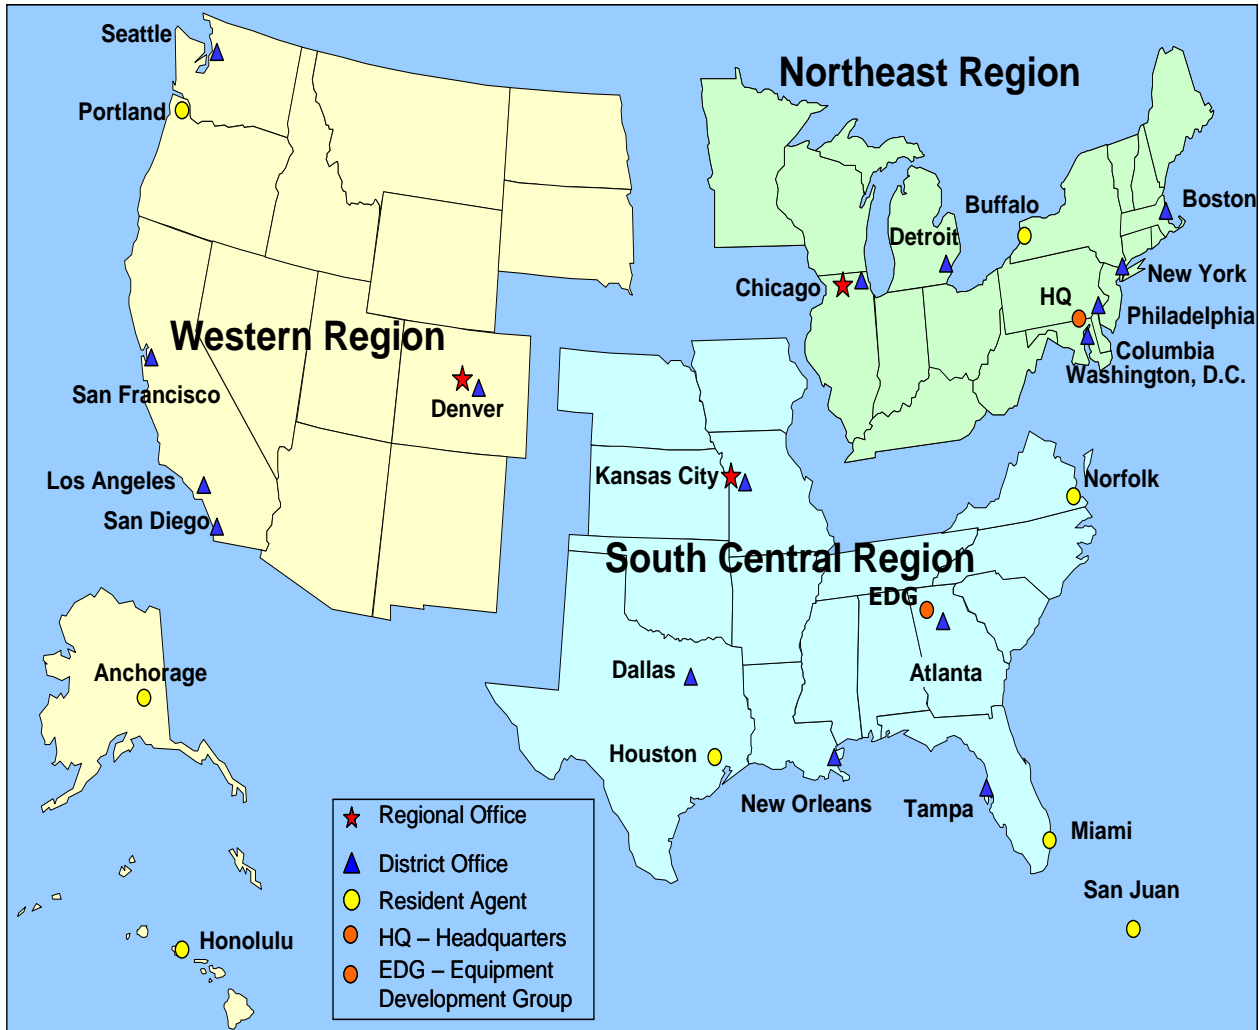 Seattle
Portland
Northeast Region
Buffalo
Boston
Detroit
Chicago
New York
HQ
Philadelphia
Columbia
Washington, D.C.
Western Region
San Francisco
Denver
Los Angeles
San Diego
Kansas City
Norfolk
South Central Region
EDG
Anchorage
Dallas
Atlanta
Houston
New Orleans
Tampa
Miami
San Juan
Honolulu
Regional Office
District Office
Resident Agent
HQ – Headquarters
EDG – Equipment
Development Group